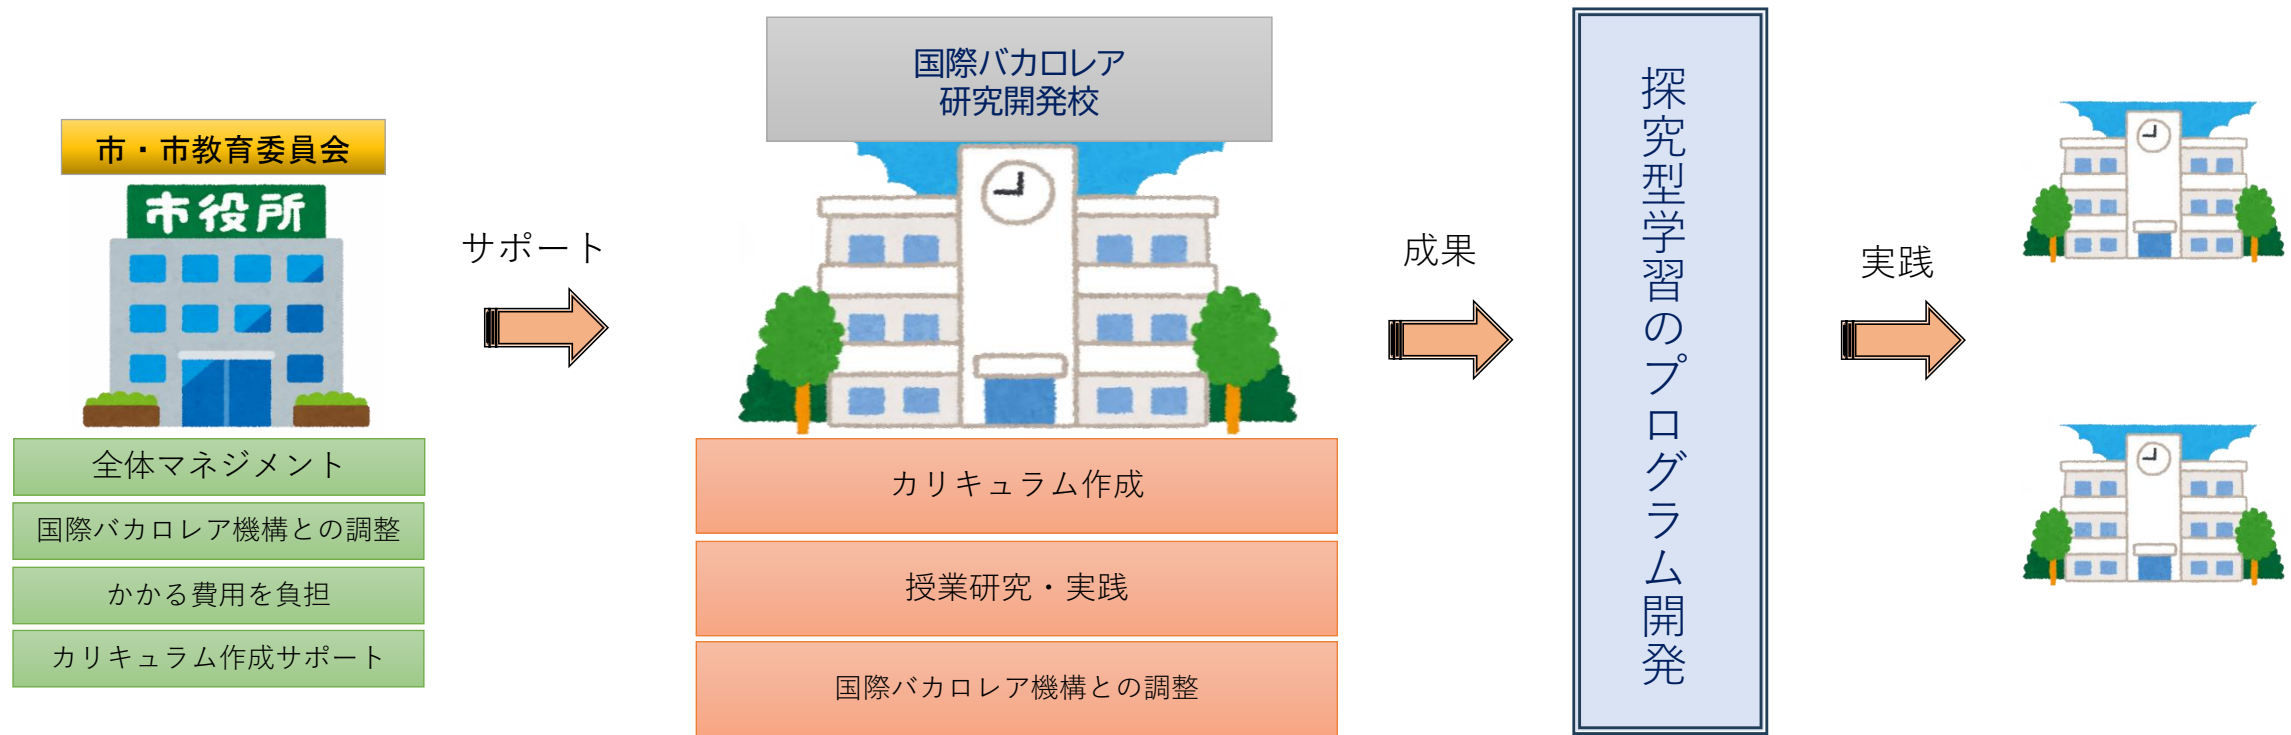 市・市教育委員会
市役所
全体マネジメント
国際バカロレア機構との調整
かかる費用を負担
カリキュラム作成サポート
サポート
国際バカロレア
研究開発校
カリキュラム作成
授業研究・実践
国際バカロレア機構との調整
成果
探究型学習のプログラム開発
実践